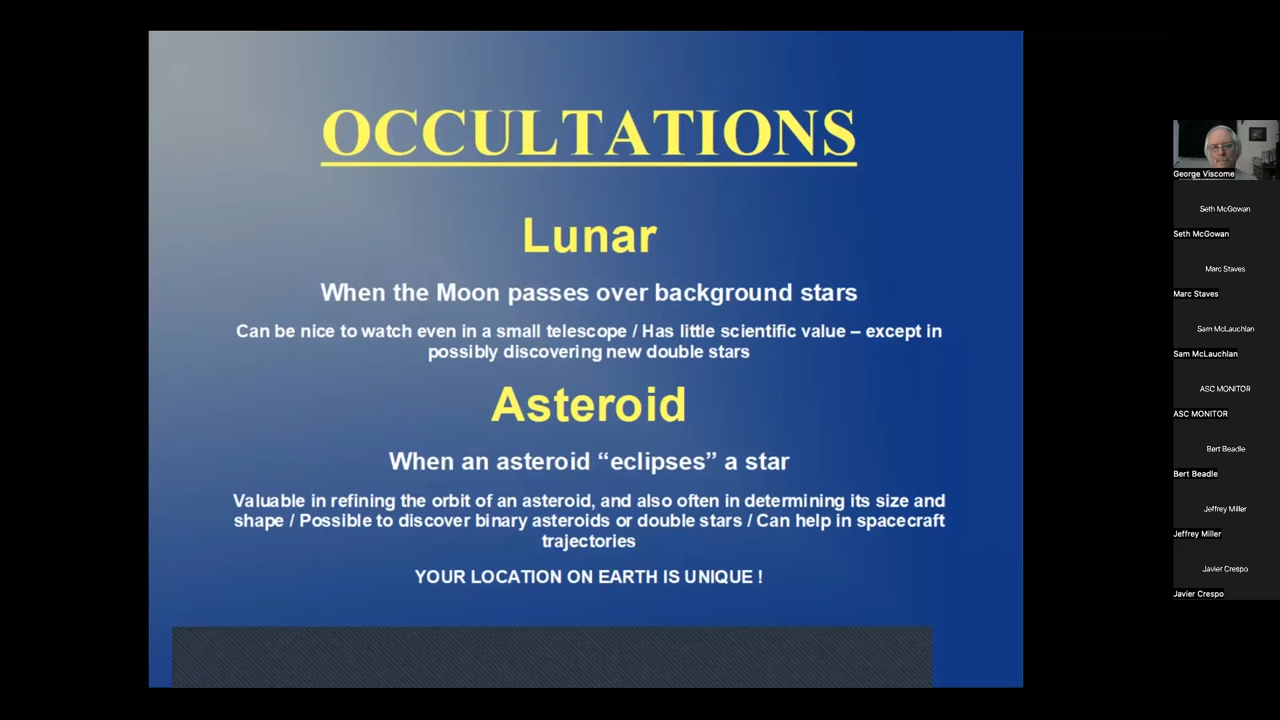 OCCULTATIONS
Lunar
When the Moon passes over background stars
Can be nice to watch even in a small telescope / Has little scientific value – except in
possibly discovering new double stars
Asteroid
When an asteroid “eclipses” a star
Valuable in refining the orbit of an asteroid, and also often in determining its size and
shape / Possible to discover binary asteroids or double stars / Can help in spacecraft
trajectories
YOUR LOCATION ON EARTH IS UNIQUE !
George Viscome
Seth McGowan
Seth McGowan
Marc Staves
Marc Staves
Sam McLauchlan
Sam McLauchlan
ASC MONITOR
ASC MONITOR
Bert Beadle
Bert Beadle
Jeffrey Miller
Jeffrey Miller
Javier Crespo
Javier Crespo